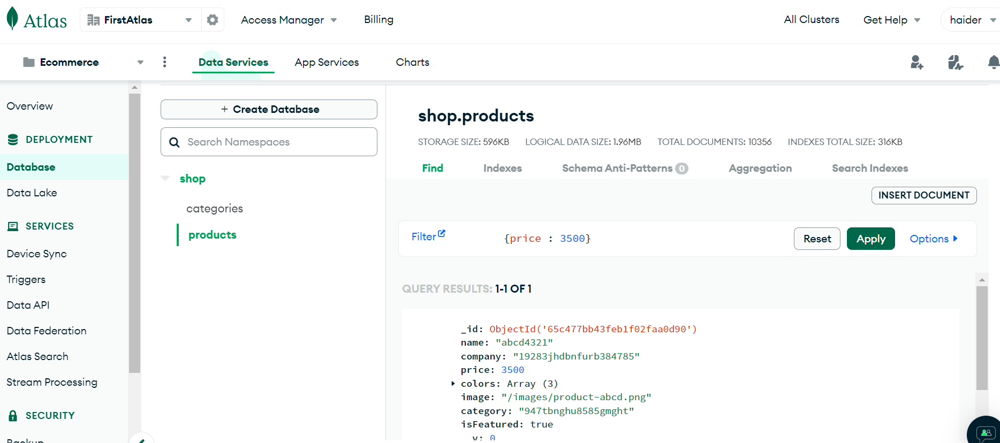 Atlas
FirstAtlas
Access Manager
Billing
All Clusters
Get Help
haider
Ecommerce
Data Services
App Services
Charts
Overview
DEPLOYMENT
Database
Data Lake
SERVICES
Device Sync
Triggers
Data API
Data Federation
Atlas Search
Stream Processing
SECURITY
Backup
+ Create Database
Search Namespaces
shop
categories
products
shop.products
STORAGE SIZE: 596KB LOGICAL DATA SIZE: 1.96MB TOTAL DOCUMENTS: 10356 INDEXES TOTAL SIZE: 316KB
Find Indexes Schema Anti-Patterns 0 Aggregation Search Indexes
INSERT DOCUMENT
Filter {price : 3500} Reset Apply Options
QUERY RESULTS: 1-1 OF 1
_id: ObjectId('65c477bb43feb1f02faa0d90')
name: "abcd4321"
company: "19283jhdbnfurb384785"
price: 3500
colors: Array (3)
image: "/images/product-abcd.png"
category: "947tbnghu8585gmght"
isFeatured: true
__v: 0